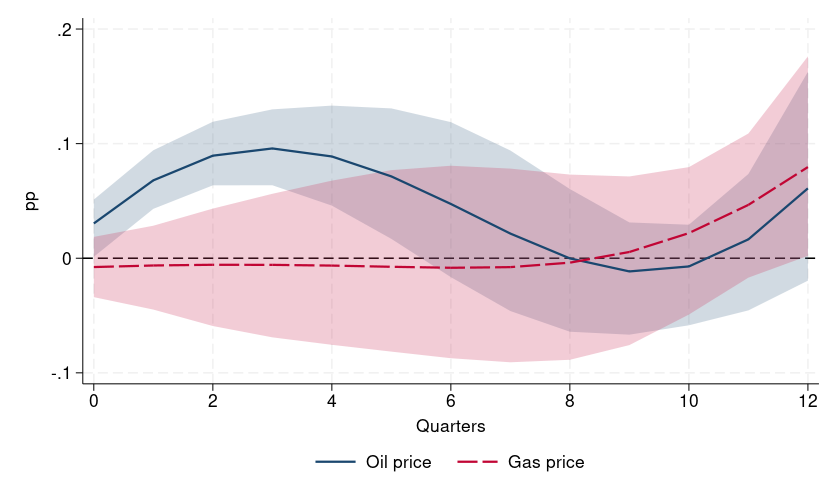 .2
.1
0
-.1
pp
0 2 4 6 8 10 12
Quarters
Oil price Gas price